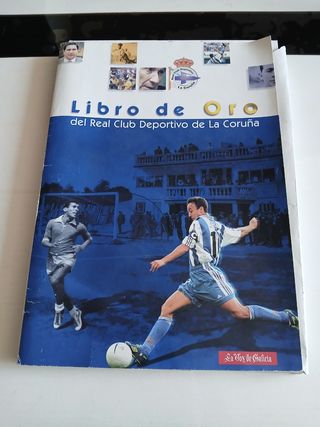 Libro de Oro
del Real Club Deportivo de La Coruña
La Voz de Galicia